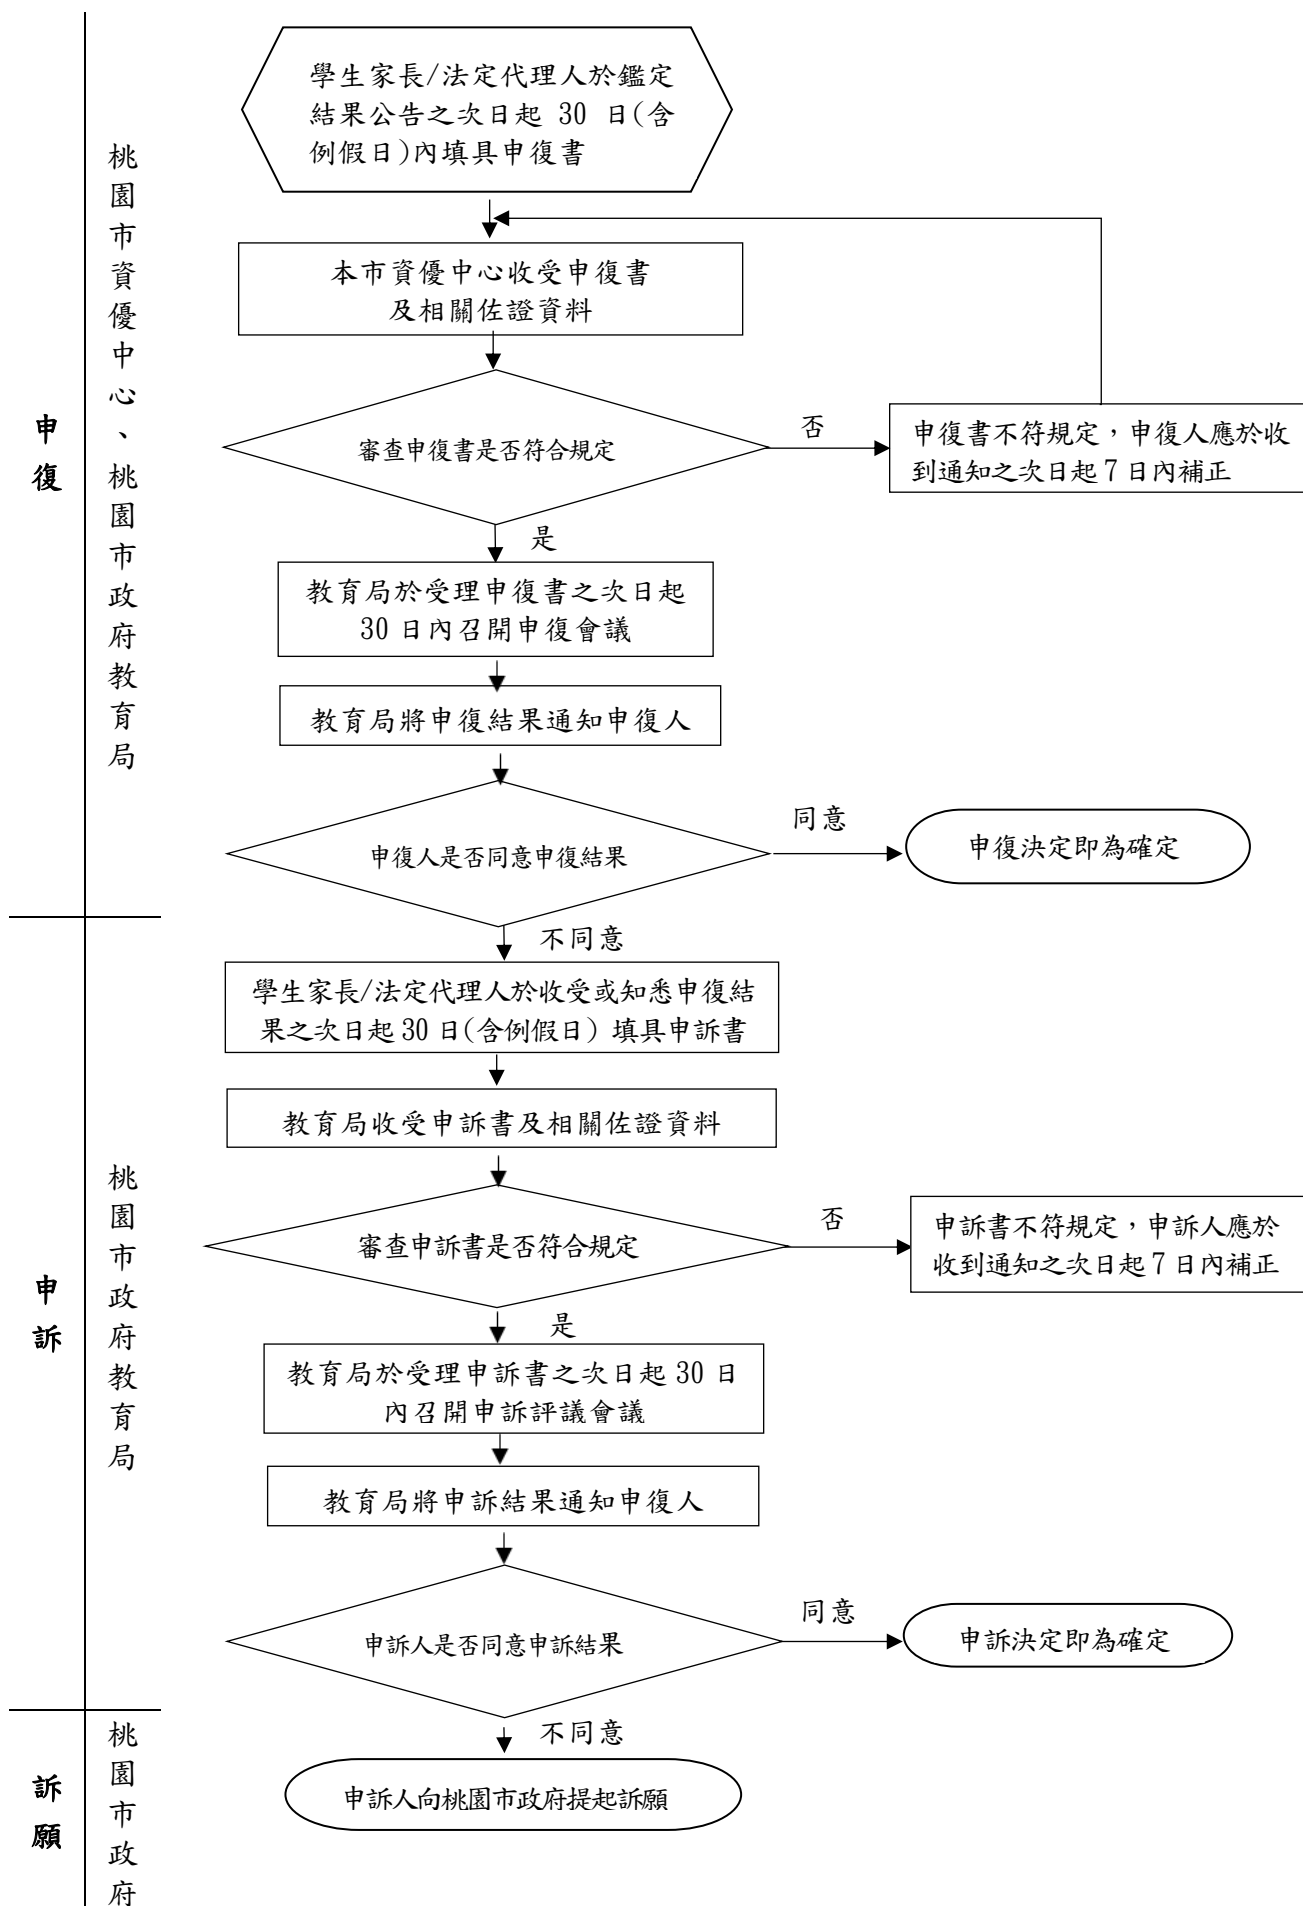 申復
桃園市資優中心、桃園市政府教育局
學生家長/法定代理人於鑑定
結果公告之次日起 30 日(含
例假日)內填具申復書
本市資優中心收受申復書
及相關佐證資料
審查申復書是否符合規定
否
申復書不符規定，申復人應於收
到通知之次日起 7 日內補正
是
教育局於受理申復書之次日起
30 日內召開申復會議
教育局將申復結果通知申復人
申復人是否同意申復結果
同意
申復決定即為確定
不同意
申訴
桃園市政府教育局
學生家長/法定代理人於收受或知悉申復結
果之次日起 30 日(含例假日) 填具申訴書
教育局收受申訴書及相關佐證資料
審查申訴書是否符合規定
否
申訴書不符規定，申訴人應於
收到通知之次日起 7 日內補正
是
教育局於受理申訴書之次日起 30 日
內召開申訴評議會議
教育局將申訴結果通知申復人
申訴人是否同意申訴結果
同意
申訴決定即為確定
不同意
訴願
桃園市政府
申訴人向桃園市政府提起訴願